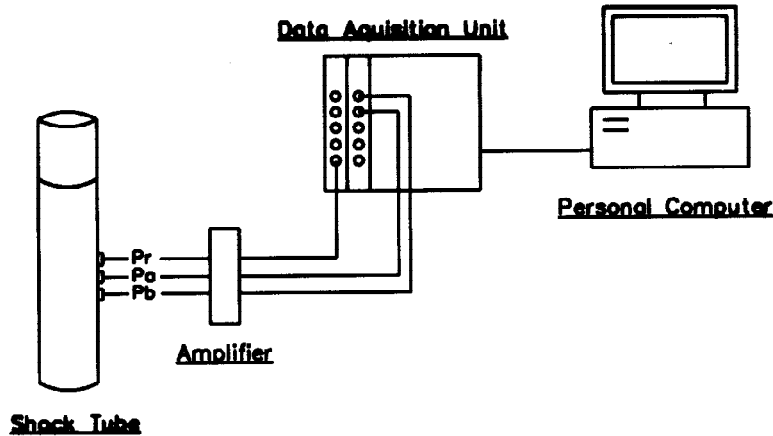 Data Aquisition Unit
Personal Computer
Pr
Pa
Pb
Amplifier
Shock Tube